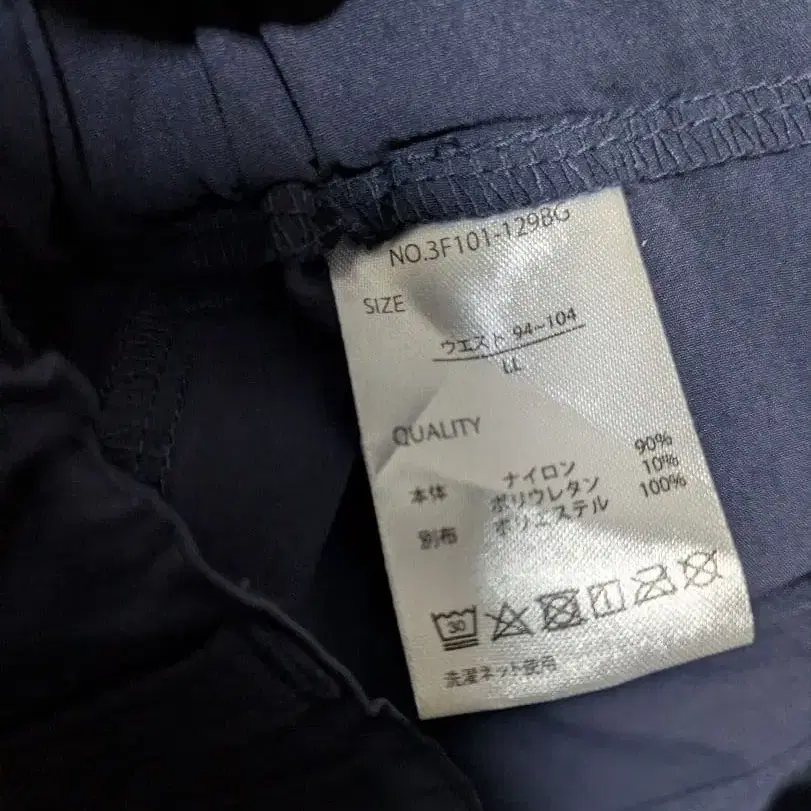 NO.3F101-129BG
SIZE
ウエスト 94~104
LL
QUALITY
本体 ナイロン 90%
ポリウレタン 10%
別布 ポリエステル 100%
30
洗濯ネット使用